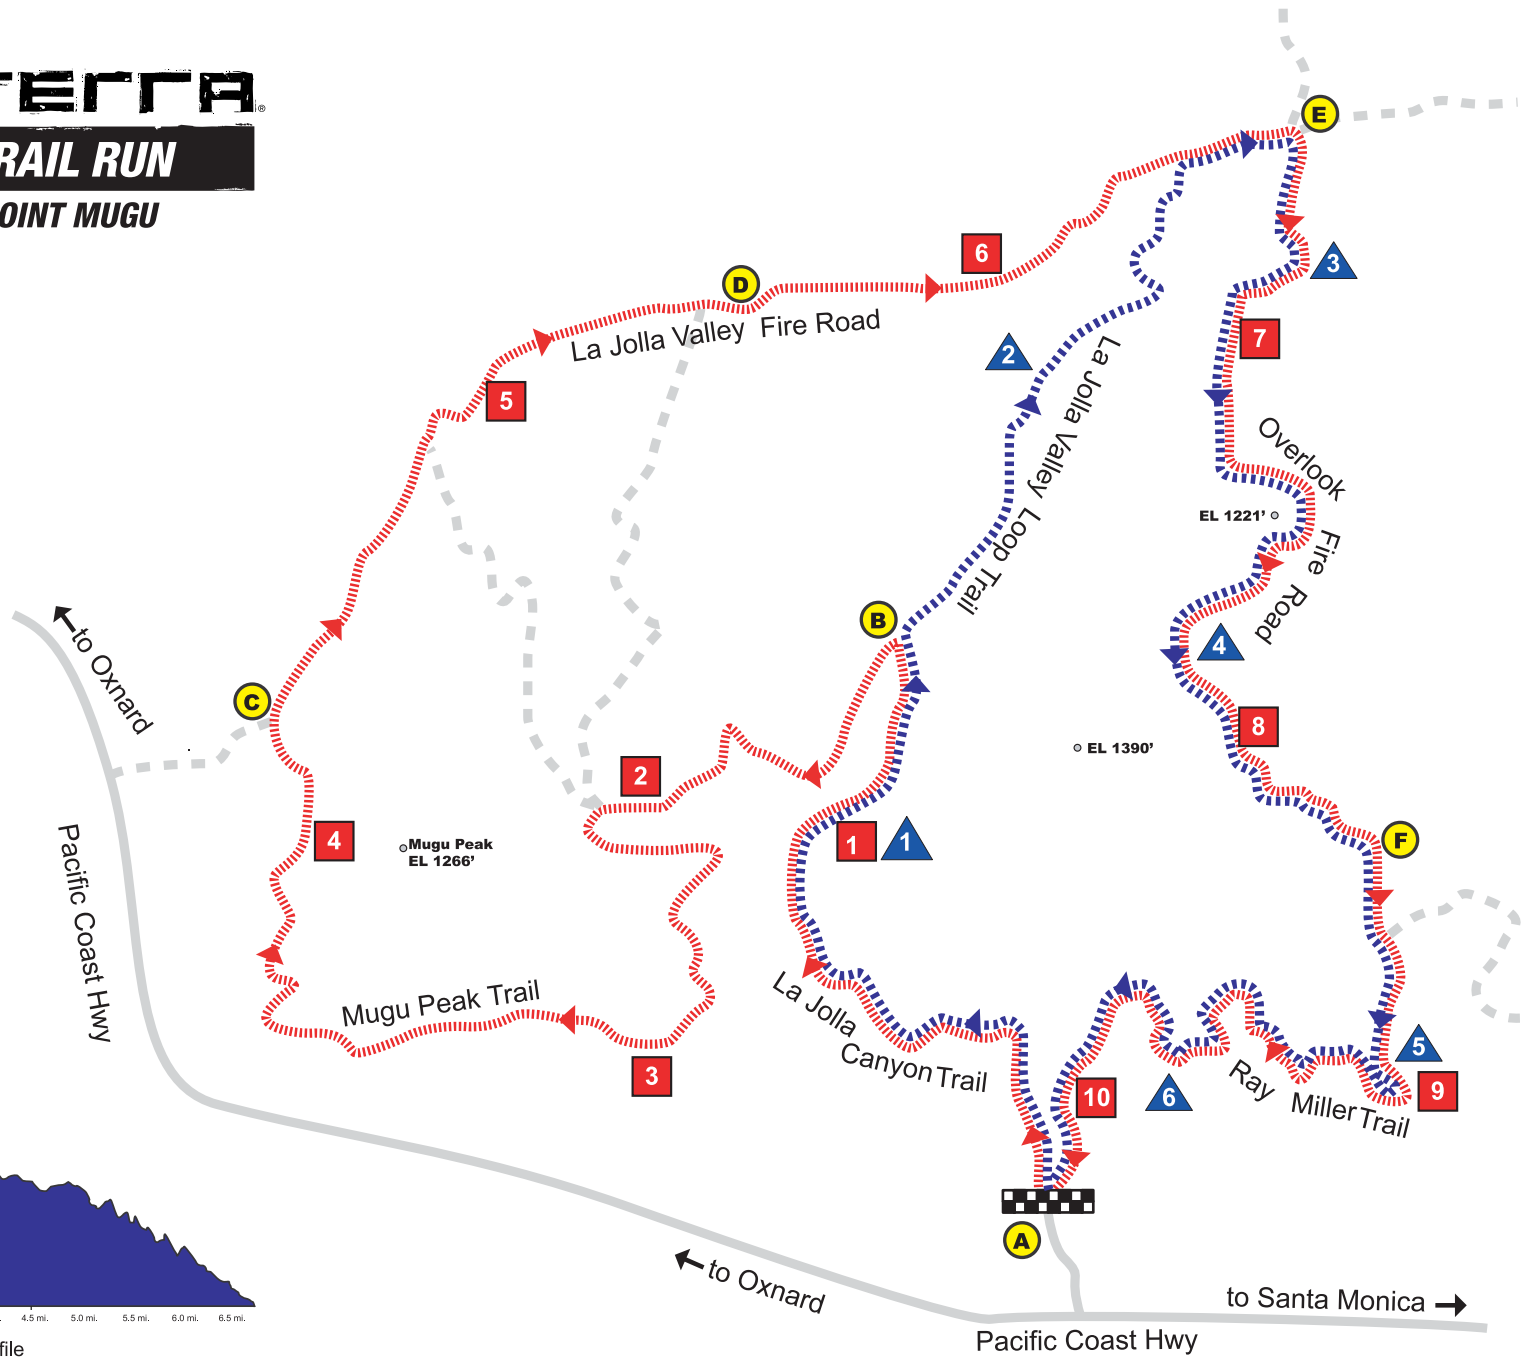 TERRA
RAIL RUN
OINT MUGU
E
D
6
3
7
La Jolla Valley Fire Road
2
5
La Jolla Valley Loop Trail
Overlook
Fire Road
EL 1221’
B
4
to Oxnard
C
8
EL 1390’
2
4
Mugu Peak
EL 1266’
1
1
F
Pacific Coast Hwy
Mugu Peak Trail
La Jolla
Canyon Trail
3
10
6
Ray
Miller Trail
5
9
A
to Oxnard
to Santa Monica
Pacific Coast Hwy
4.5 mi.
5.0 mi.
5.5 mi.
6.0 mi.
6.5 mi.
file